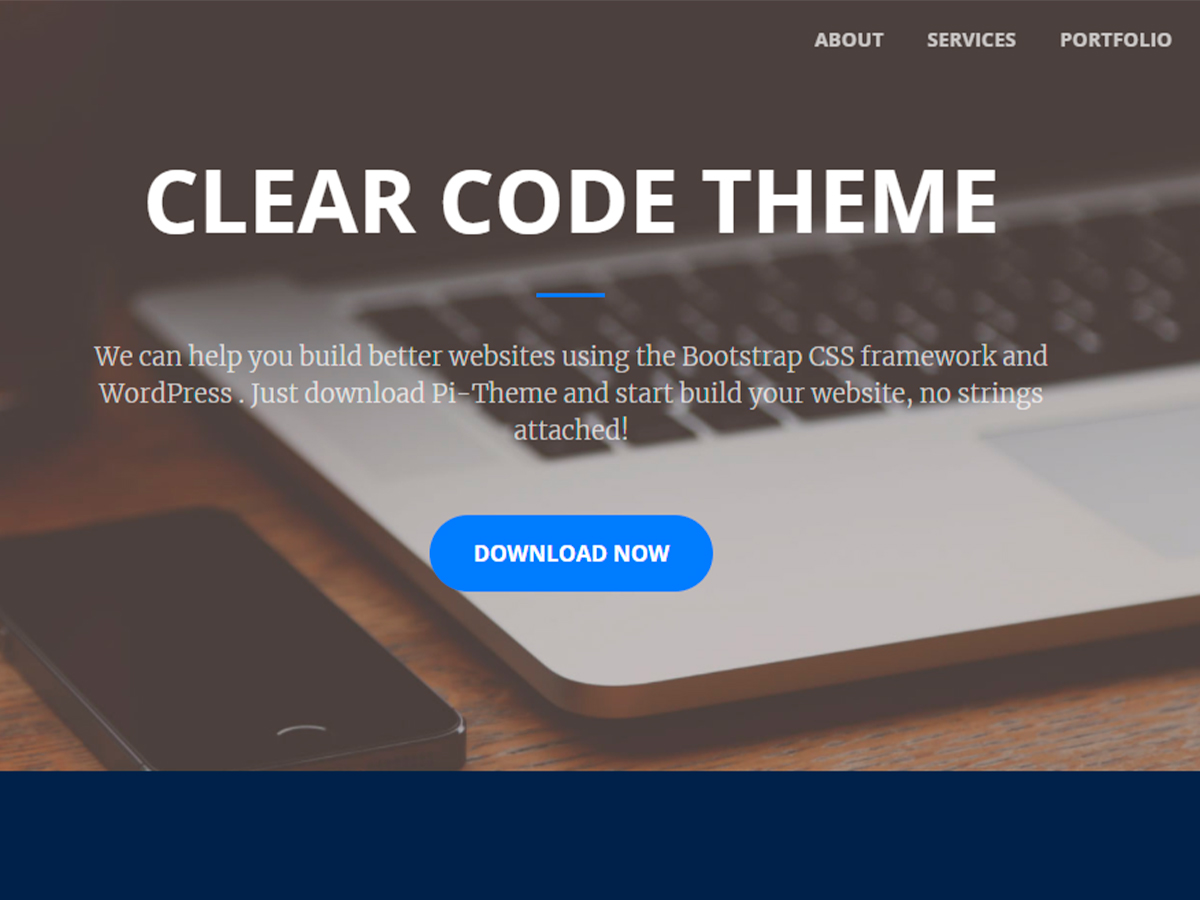 ABOUT SERVICES PORTFOLIO
CLEAR CODE THEME
We can help you build better websites using the Bootstrap CSS framework and
WordPress . Just download Pi-Theme and start build your website, no strings
attached!
DOWNLOAD NOW